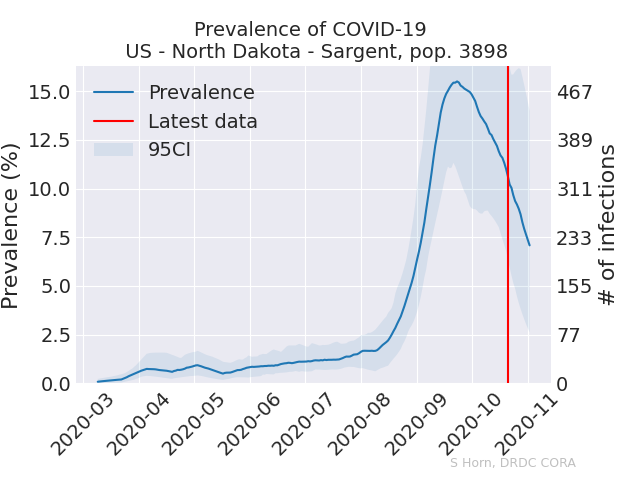 Prevalence of COVID-19
US - North Dakota - Sargent, pop. 3898
Prevalence
Latest data
95CI
Prevalence (%)
15.0
12.5
10.0
7.5
5.0
2.5
0.0
467
389
311
233
155
77
0
# of infections
2020-03
2020-04
2020-05
2020-06
2020-07
2020-08
2020-09
2020-10
2020-11
S Horn, DRDC CORA